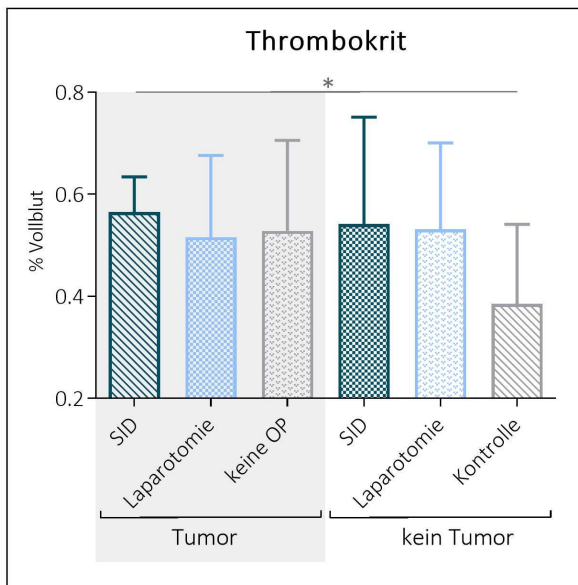 Thrombokrit
*
% Vollblut
0.8
0.6
0.4
0.2
SID
Laparotomie
keine OP
SID
Laparotomie
Kontrolle
Tumor
kein Tumor